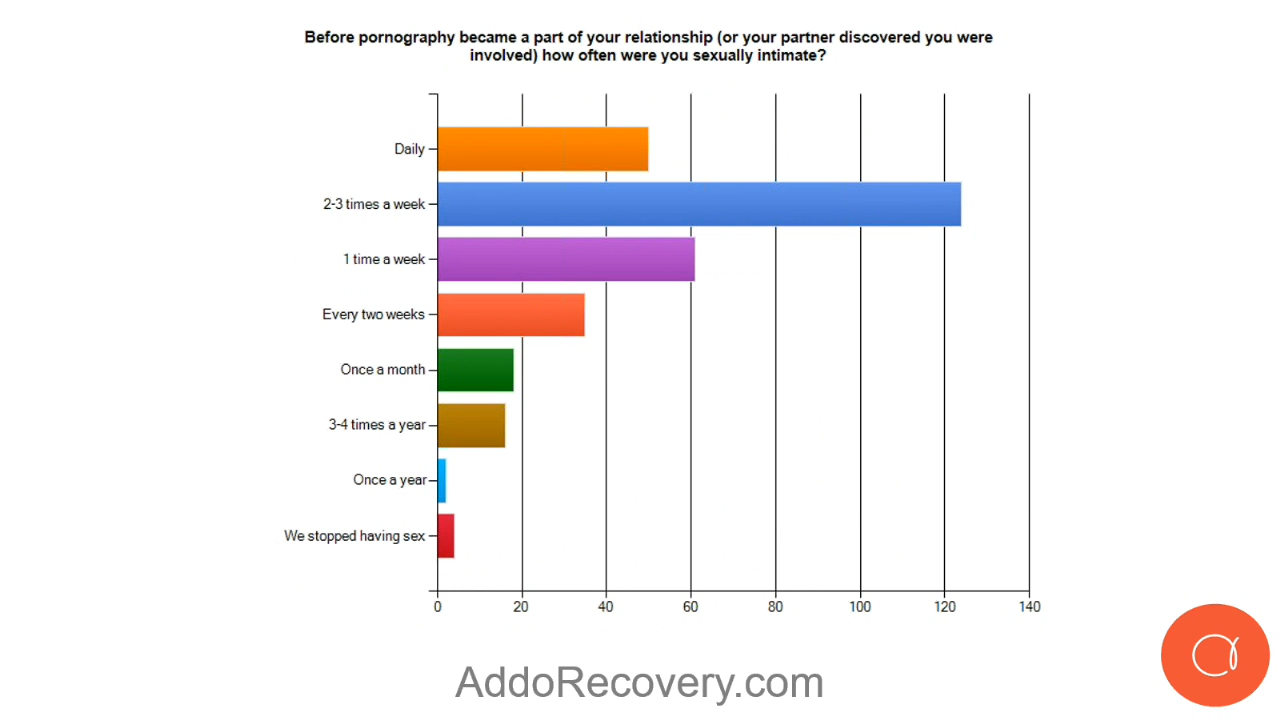 Before pornography became a part of your relationship (or your partner discovered you were
involved) how often were you sexually intimate?
Daily
2-3 times a week
1 time a week
Every two weeks
Once a month
3-4 times a year
Once a year
We stopped having sex
0 20 40 60 80 100 120 140
AddoRecovery.com